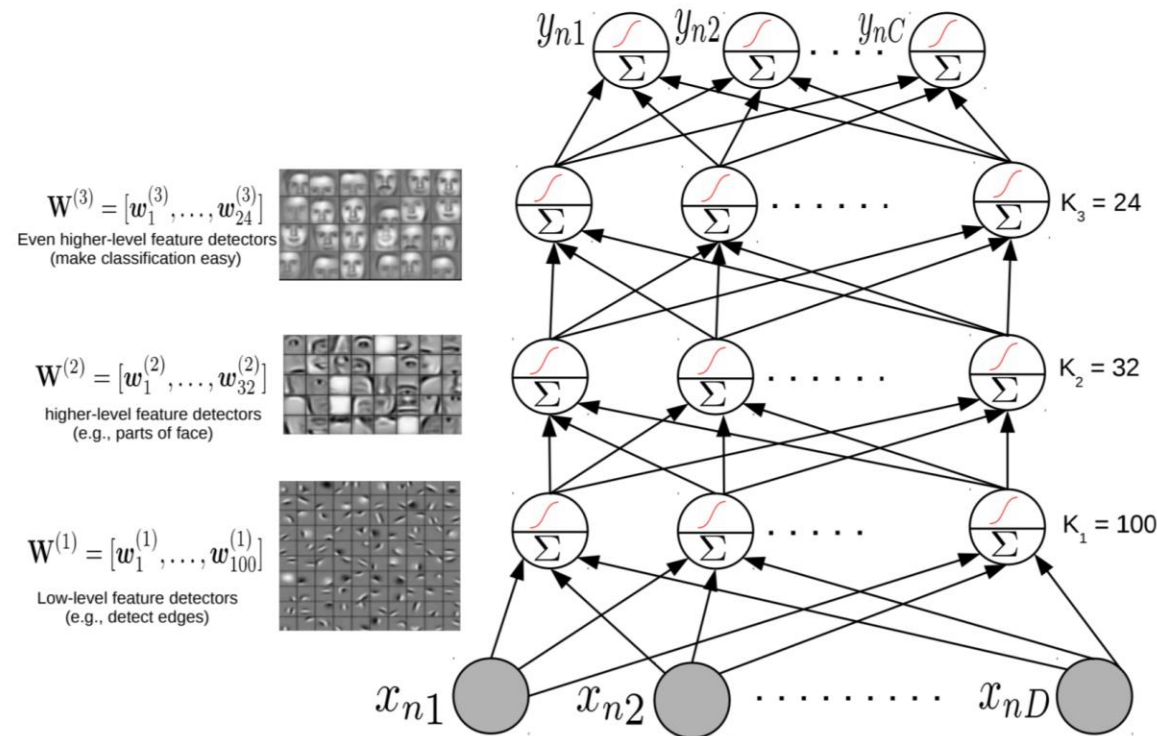 y_{n1} y_{n2} . . . . y_{nC}
Σ Σ Σ
W^{(3)} = [w_1^{(3)}, . . . , w_{24}^{(3)}]
Even higher-level feature detectors
(make classification easy)
Σ Σ . . . . . . Σ K_3 = 24
W^{(2)} = [w_1^{(2)}, . . . , w_{32}^{(2)}]
higher-level feature detectors
(e.g., parts of face)
Σ Σ . . . . . . Σ K_2 = 32
W^{(1)} = [w_1^{(1)}, . . . , w_{100}^{(1)}]
Low-level feature detectors
(e.g., detect edges)
Σ Σ . . . . . Σ K_1 = 100
x_{n1} x_{n2} . . . . . . . . . x_{nD}